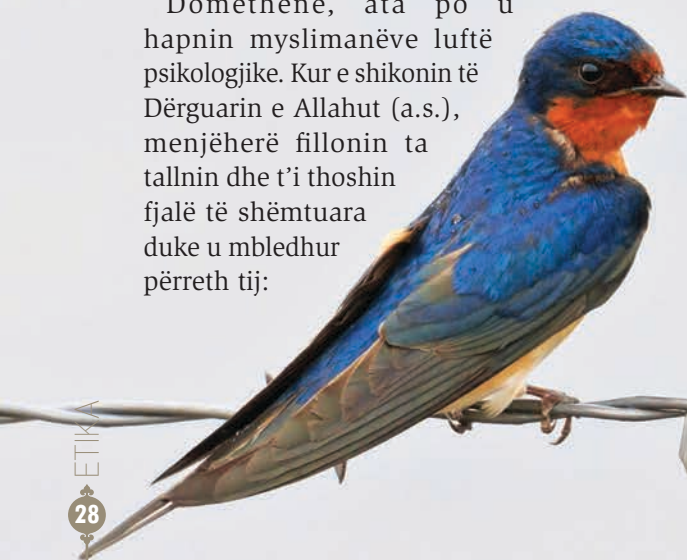 Domethënë, ata po u
hapnin myslimanëve luftë
psikologjike. Kur e shikonin të
Dërguarin e Allahut (a.s.),
menjëherë fillonin ta
tallnin dhe t’i thoshin
fjalë të shëmtuara
duke u mbledhur
përreth tij:
ETIKA
28